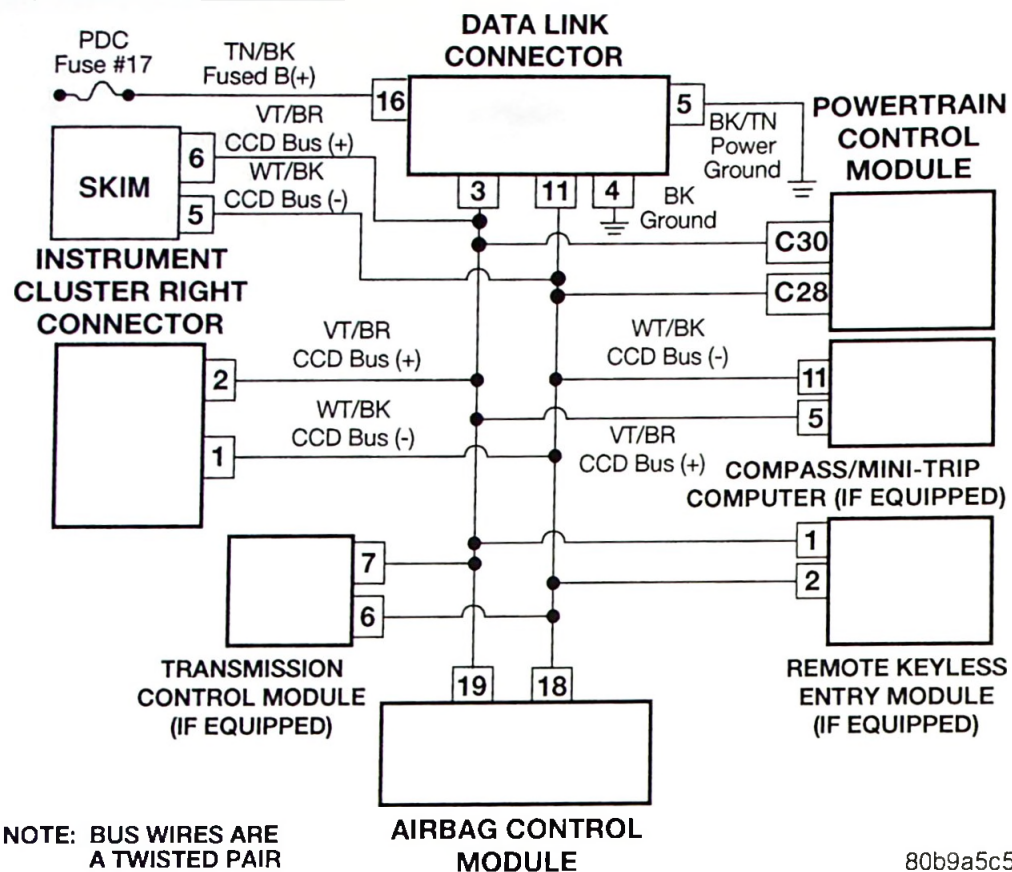 DATA LINK
CONNECTOR
PDC
Fuse #17
TN/BK
Fused B(+)
16
5
BK/TN
Power
Ground
VT/BR
CCD Bus (+)
WT/BK
CCD Bus (-)
SKIM
6
5
3
11
4
BK
Ground
POWERTRAIN
CONTROL
MODULE
C30
C28
INSTRUMENT
CLUSTER RIGHT
CONNECTOR
VT/BR
CCD Bus (+)
2
WT/BK
CCD Bus (-)
1
WT/BK
CCD Bus (-)
11
5
VT/BR
CCD Bus (+)
COMPASS/MINI-TRIP
COMPUTER (IF EQUIPPED)
7
6
TRANSMISSION
CONTROL MODULE
(IF EQUIPPED)
1
2
REMOTE KEYLESS
ENTRY MODULE
(IF EQUIPPED)
19
18
AIRBAG CONTROL
MODULE
NOTE: BUS WIRES ARE
A TWISTED PAIR
80b9a5c5